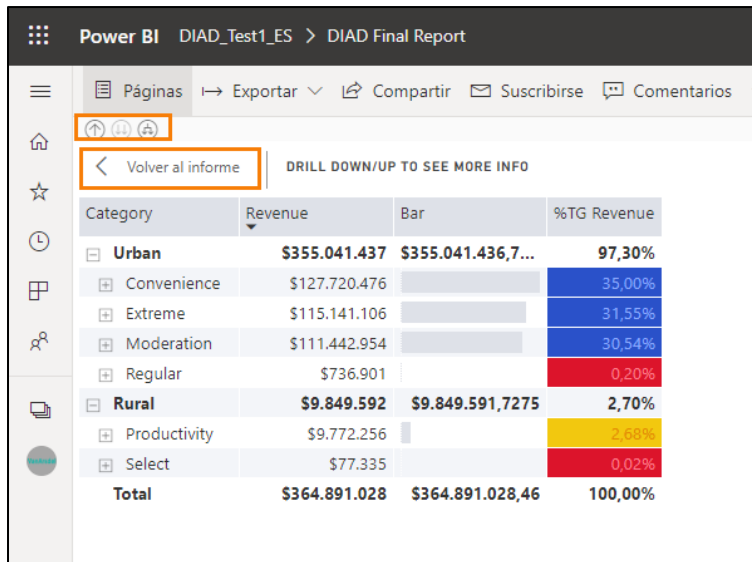 Power BI DIAD_Test1_ES > DIAD Final Report
Páginas Exportar Compartir Suscribirse Comentarios
Volver al informe DRILL DOWN/UP TO SEE MORE INFO
Category Revenue Bar %TG Revenue
Urban $355.041.437 $355.041.436,7... 97,30%
Convenience $127.720.476 35,00%
Extreme $115.141.106 31,55%
Moderation $111.442.954 30,54%
Regular $736.901 0,20%
Rural $9.849.592 $9.849.591,7275 2,70%
Productivity $9.772.256 2,68%
Select $77.335 0,02%
Total $364.891.028 $364.891.028,46 100,00%